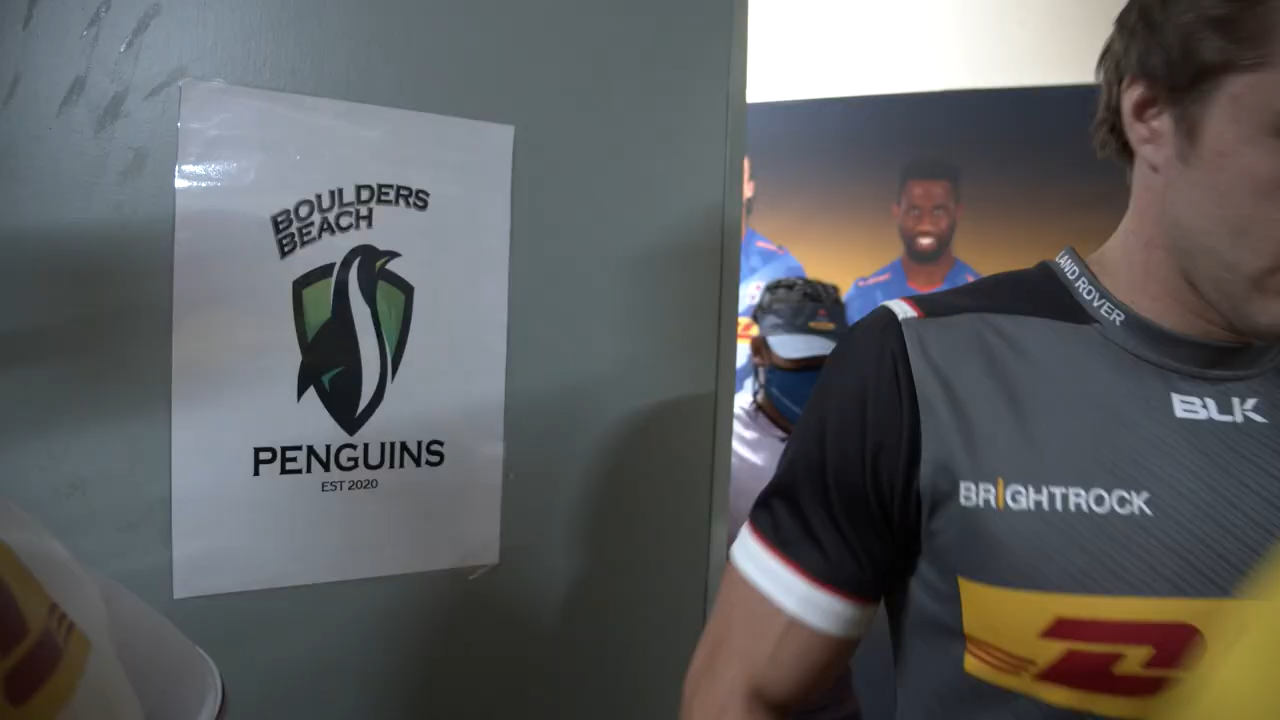 BOULDERS
BEACH
PENGUINS
EST 2020
LAND ROVER
BLK
BRIGHTROCK